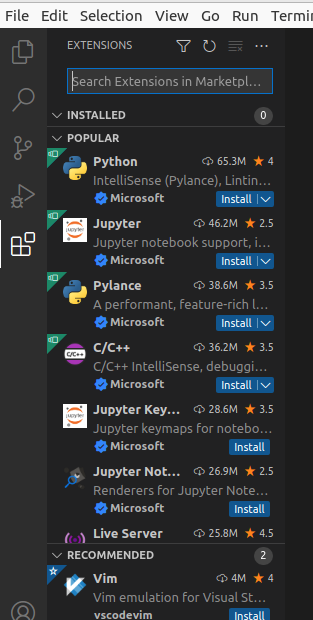 File Edit Selection View Go Run Termin
EXTENSIONS
Search Extensions in Marketpl...
INSTALLED 0
POPULAR
Python 65.3M 4
IntelliSense (Pylance), Lintin...
Microsoft Install
Jupyter 46.2M 2.5
Jupyter notebook support, i...
Microsoft Install
Pylance 38.6M 3.5
A performant, feature-rich l...
Microsoft Install
C/C++ 36.2M 3.5
C/C++ IntelliSense, debuggi...
Microsoft Install
Jupyter Key... 28.6M 3.5
Jupyter keymaps for notebo...
Microsoft Install
Jupyter Not... 26.9M 2.5
Renderers for Jupyter Note...
Microsoft Install
Live Server 25.8M 4.5
RECOMMENDED 2
Vim 4M 4
Vim emulation for Visual St...
vscodevim Install